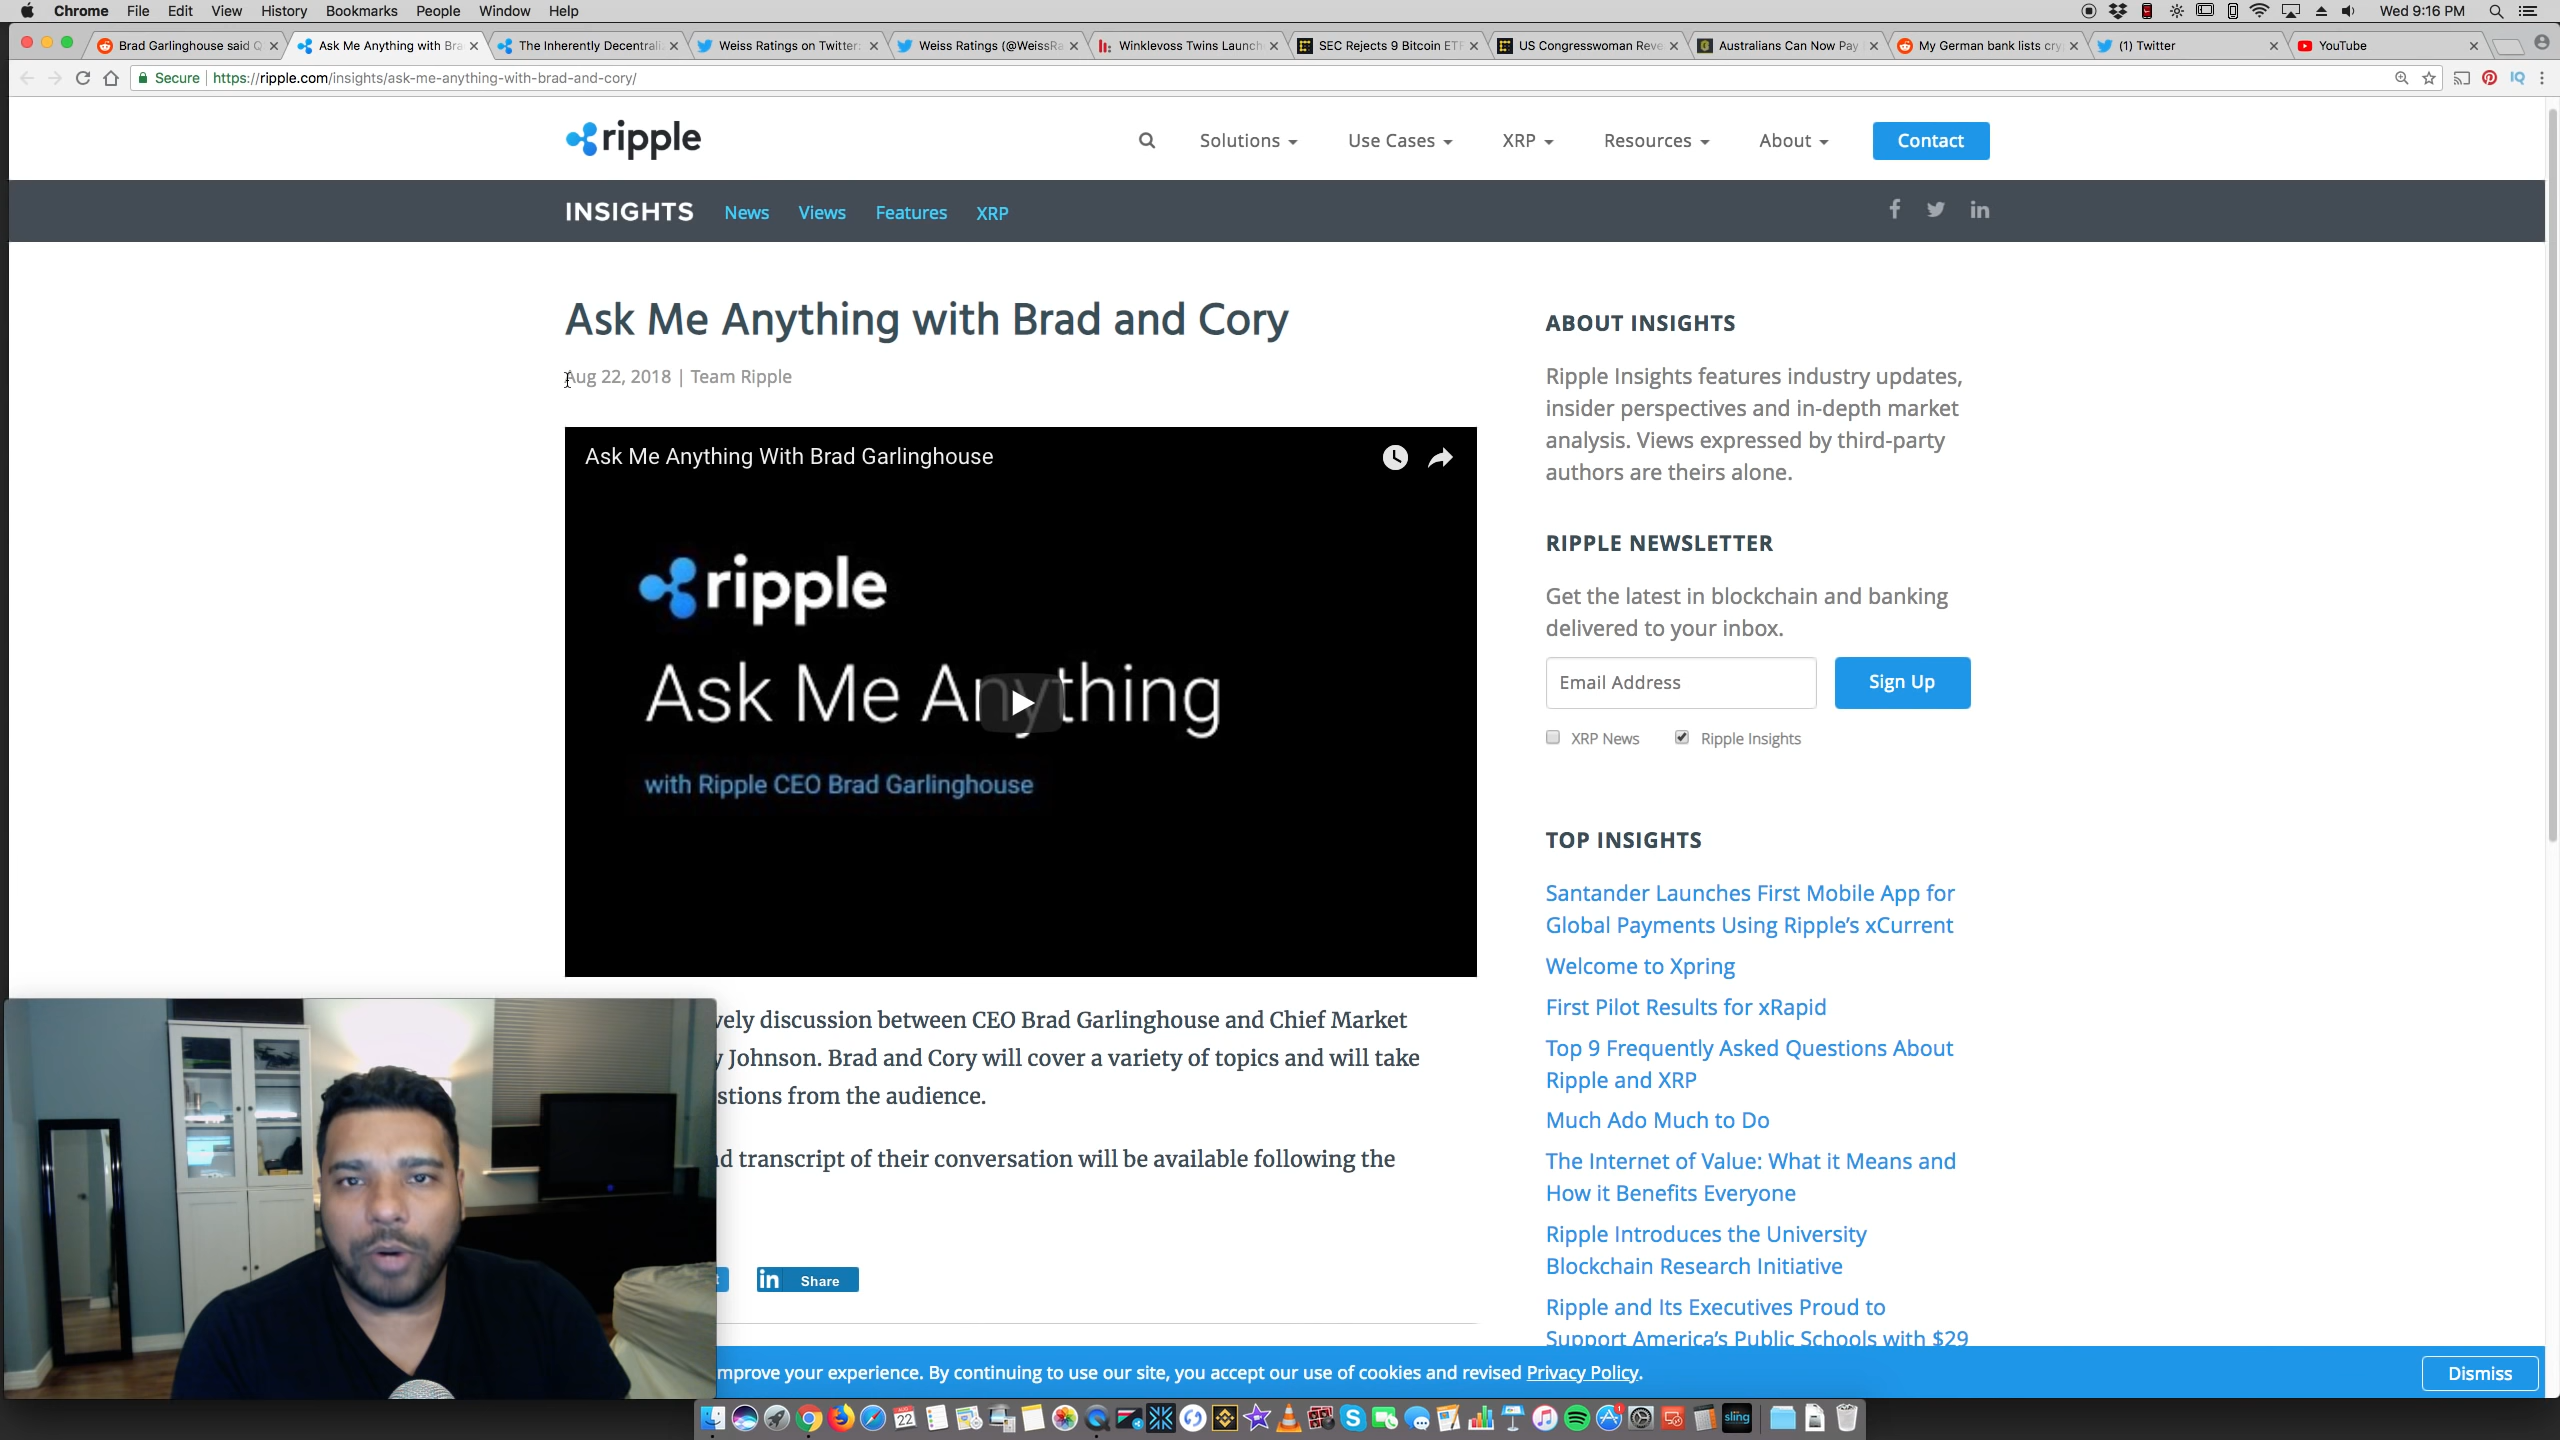 Chrome File Edit View History Bookmarks People Window Help
Wed 9:16 PM
Brad Garlinghouse said Q
Ask Me Anything with Bra
The Inherently Decentrali
Weiss Ratings on Twitter:
Weiss Ratings (@WeissRa
Winklevoss Twins Launch
SEC Rejects 9 Bitcoin ETF
US Congresswoman Reve
Australians Can Now Pay
My German bank lists cry
(1) Twitter
YouTube
Secure
https://ripple.com/insights/ask-me-anything-with-brad-and-cory/
ripple
Solutions
Use Cases
XRP
Resources
About
Contact
INSIGHTS
News
Views
Features
XRP
Ask Me Anything with Brad and Cory
Aug 22, 2018 | Team Ripple
Ask Me Anything With Brad Garlinghouse
ripple
Ask Me Anything
with Ripple CEO Brad Garlinghouse
vely discussion between CEO Brad Garlinghouse and Chief Market
y Johnson. Brad and Cory will cover a variety of topics and will take
stions from the audience.
d transcript of their conversation will be available following the
in Share
ABOUT INSIGHTS
Ripple Insights features industry updates,
insider perspectives and in-depth market
analysis. Views expressed by third-party
authors are theirs alone.
RIPPLE NEWSLETTER
Get the latest in blockchain and banking
delivered to your inbox.
Email Address
Sign Up
XRP News
Ripple Insights
TOP INSIGHTS
Santander Launches First Mobile App for
Global Payments Using Ripple's xCurrent
Welcome to Xpring
First Pilot Results for xRapid
Top 9 Frequently Asked Questions About
Ripple and XRP
Much Ado Much to Do
The Internet of Value: What it Means and
How it Benefits Everyone
Ripple Introduces the University
Blockchain Research Initiative
Ripple and Its Executives Proud to
Support America's Public Schools with $29
mprove your experience. By continuing to use our site, you accept our use of cookies and revised Privacy Policy.
Dismiss
22
sling